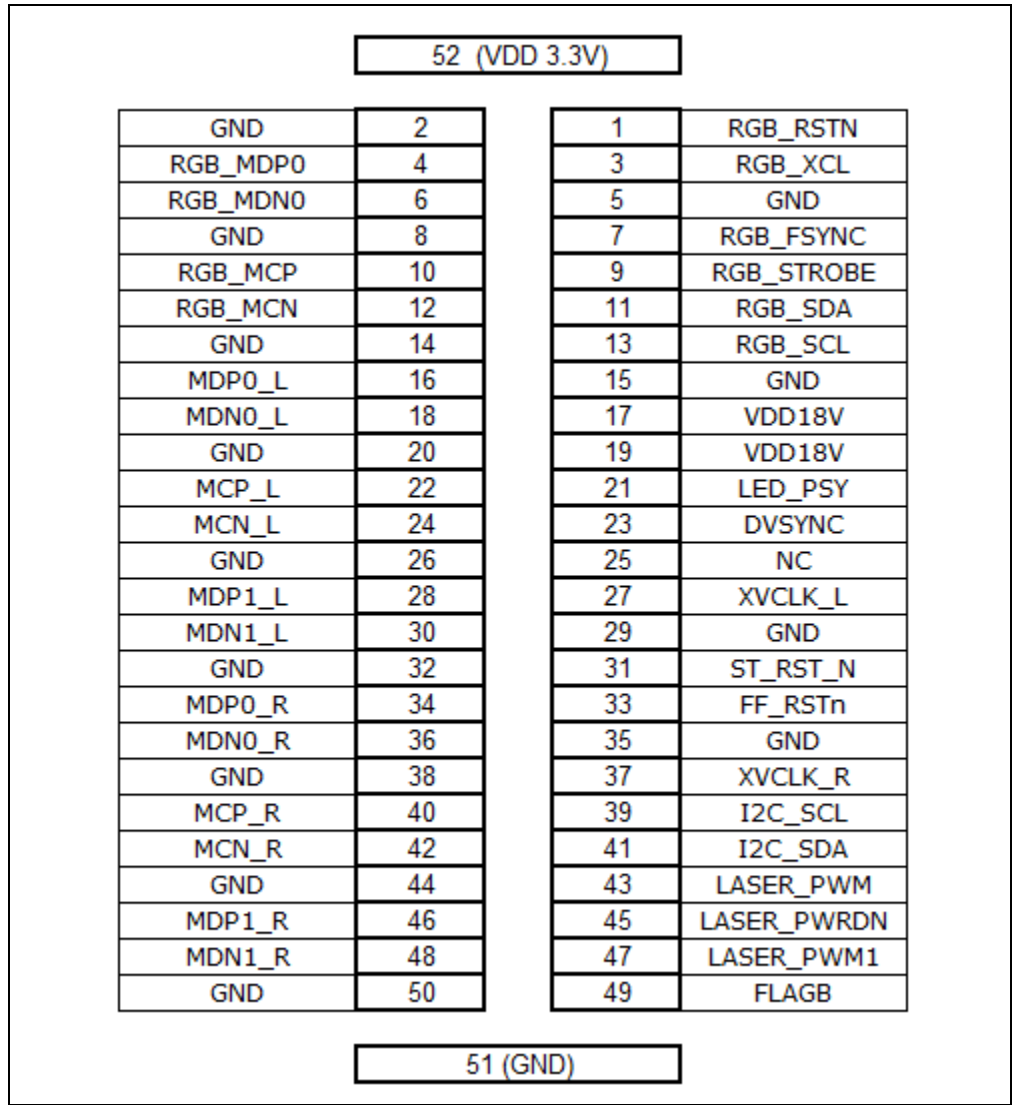 52 (VDD 3.3V)
GND 2 1 RGB_RSTN
RGB_MDP0 4 3 RGB_XCL
RGB_MDN0 6 5 GND
GND 8 7 RGB_FSYNC
RGB_MCP 10 9 RGB_STROBE
RGB_MCN 12 11 RGB_SDA
GND 14 13 RGB_SCL
MDP0_L 16 15 GND
MDN0_L 18 17 VDD18V
GND 20 19 VDD18V
MCP_L 22 21 LED_PSY
MCN_L 24 23 DVSYNC
GND 26 25 NC
MDP1_L 28 27 XVCLK_L
MDN1_L 30 29 GND
GND 32 31 ST_RST_N
MDP0_R 34 33 FF_RSTn
MDN0_R 36 35 GND
GND 38 37 XVCLK_R
MCP_R 40 39 I2C_SCL
MCN_R 42 41 I2C_SDA
GND 44 43 LASER_PWM
MDP1_R 46 45 LASER_PWRDN
MDN1_R 48 47 LASER_PWM1
GND 50 49 FLAGB
51 (GND)